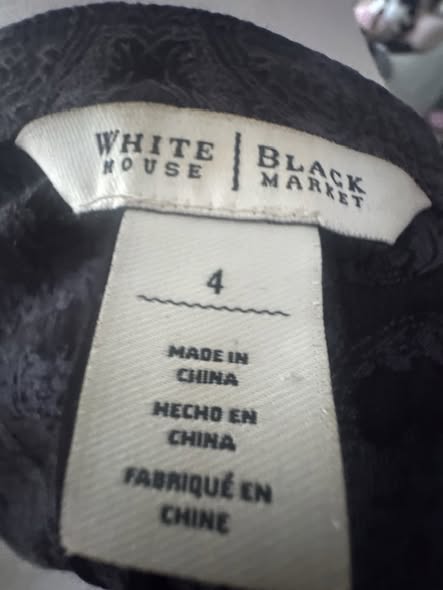 WHITE | BLACK
HOUSE MARKET
4
MADE IN
CHINA
HECHO EN
CHINA
FABRIQUÉ EN
CHINE